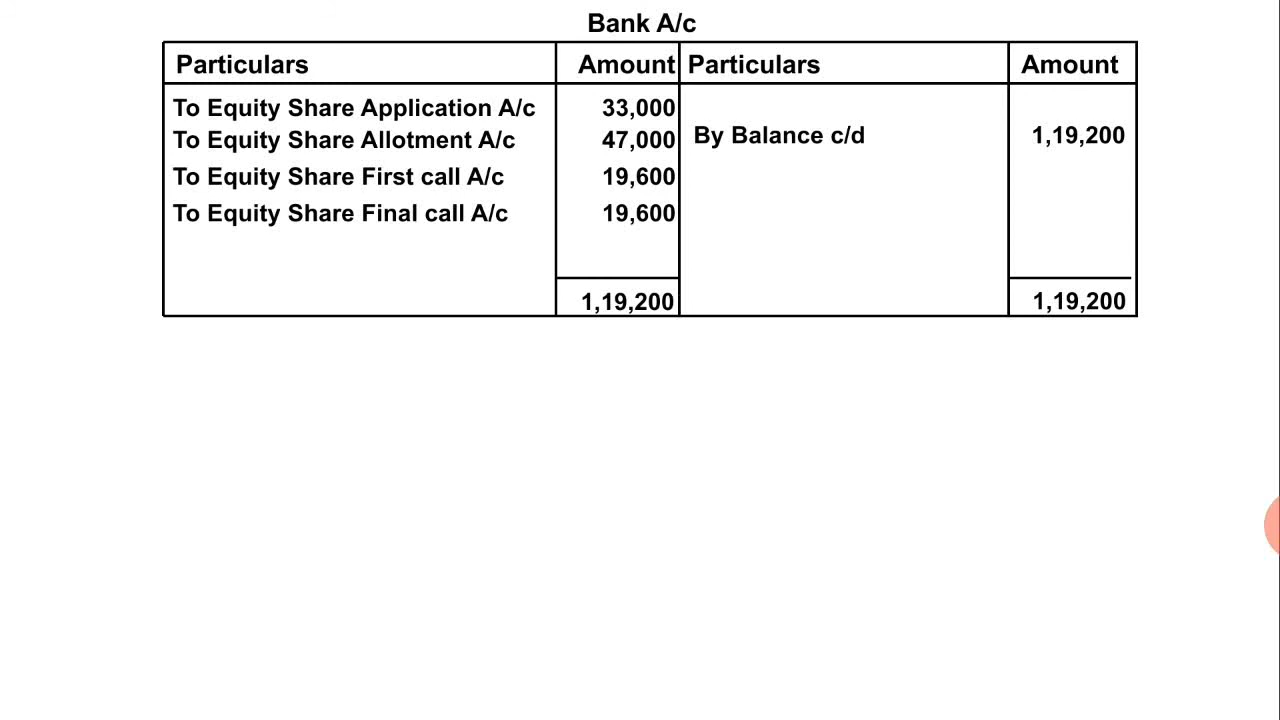 Bank A/c
Particulars Amount Particulars Amount
To Equity Share Application A/c 33,000
To Equity Share Allotment A/c 47,000 By Balance c/d 1,19,200
To Equity Share First call A/c 19,600
To Equity Share Final call A/c 19,600
1,19,200 1,19,200